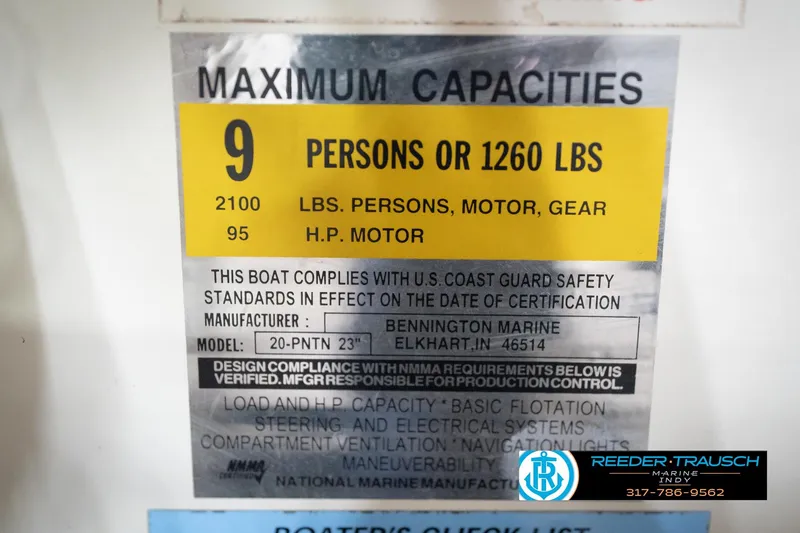 MAXIMUM CAPACITIES
9 PERSONS OR 1260 LBS
2100 LBS. PERSONS, MOTOR, GEAR
95 H.P. MOTOR
THIS BOAT COMPLIES WITH U.S. COAST GUARD SAFETY
STANDARDS IN EFFECT ON THE DATE OF CERTIFICATION
MANUFACTURER : BENNINGTON MARINE
MODEL: 20-PNTN 23" ELKHART, IN 46514
DESIGN COMPLIANCE WITH NMMA REQUIREMENTS BELOW IS
VERIFIED. MFGR RESPONSIBLE FOR PRODUCTION CONTROL.
LOAD AND H.P. CAPACITY * BASIC FLOTATION
STEERING AND ELECTRICAL SYSTEMS
COMPARTMENT VENTILATION * NAVIGATION LIGHTS
MANEUVERABILITY
NMMA
CERTIFIED
NATIONAL MARINE
REEDER·TRAUSCH
MARINE
INDY
317-786-9562
BOATER'S CHECK LIST